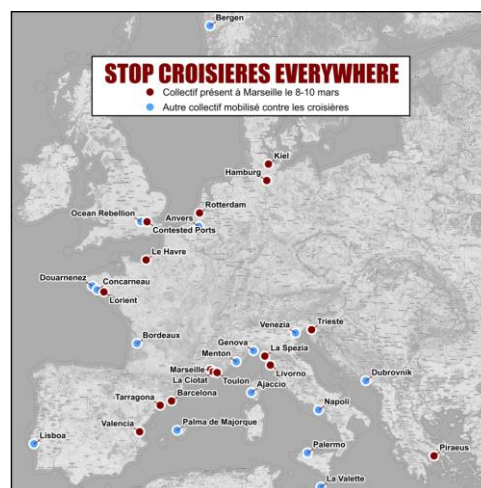 Bergen
STOP CROISIERES EVERYWHERE
Collectif présent à Marseille le 8-10 mars
Autre collectif mobilisé contre les croisières
Kiel
Hamburg
Rotterdam
Ocean Rebellion
Anvers
Contested Ports
Le Havre
Douarnenez
Concarneau
Lorient
Venezia
Trieste
Bordeaux
Genova
La Spezia
Menton
Marseille
Livorno
La Ciotat
Toulon
Dubrovnik
Ajaccio
Barcelona
Tarragona
Napoli
Valencia
Palma de Majorque
Lisboa
Palermo
Piraeus
La Valette